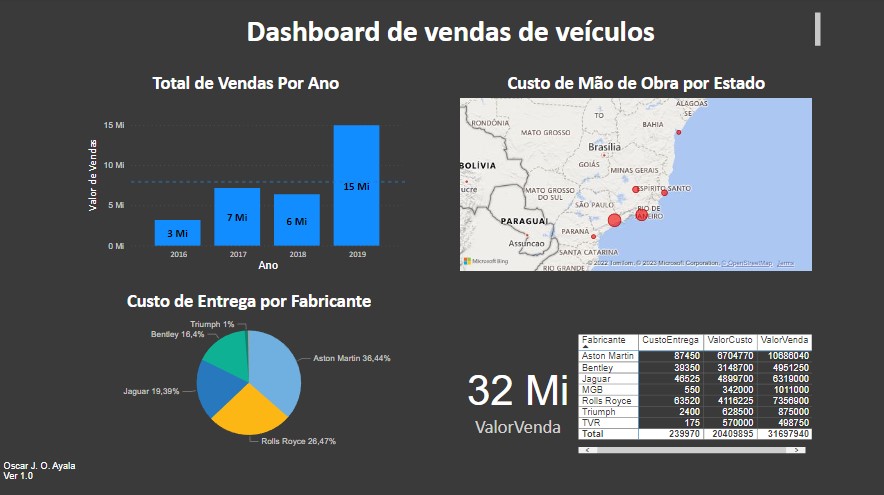 Dashboard de vendas de veículos
Total de Vendas Por Ano
Valor de Vendas
15 Mi
10 Mi
5 Mi
0 Mi
3 Mi
7 Mi
6 Mi
15 Mi
2016 2017 2018 2019
Ano
Custo de Mão de Obra por Estado
ALAGOAS
SE
RONDÔNIA
TO
BAHIA
MATO GROSSO
Brasília
BOLÍVIA
GOIÁS
MINAS GERAIS
ucre
MATO GROSSO
DO SUL
ESPÍRITO SANTO
SÃO PAULO
RIO DE
JANEIRO
PARAGUAI
PARANÁ
Assuncao
SANTA CATARINA
RIO GRANDE
Microsoft Bing
© 2022 TomTom, © 2023 Microsoft Corporation, © OpenStreetMap Terms
Custo de Entrega por Fabricante
Triumph 1%
Bentley 16,4%
Aston Martin 36,44%
Jaguar 19,39%
Rolls Royce 26,47%
32 Mi
ValorVenda
Fabricante CustoEntrega ValorCusto ValorVenda
Aston Martin 87450 6704770 10686040
Bentley 39350 3148700 4951250
Jaguar 46525 4899700 6319000
MGB 550 342000 1011000
Rolls Royce 63520 4116225 7356900
Triumph 2400 628500 875000
TVR 175 570000 498750
Total 239970 20409895 31697940
Oscar J. O. Ayala
Ver 1.0